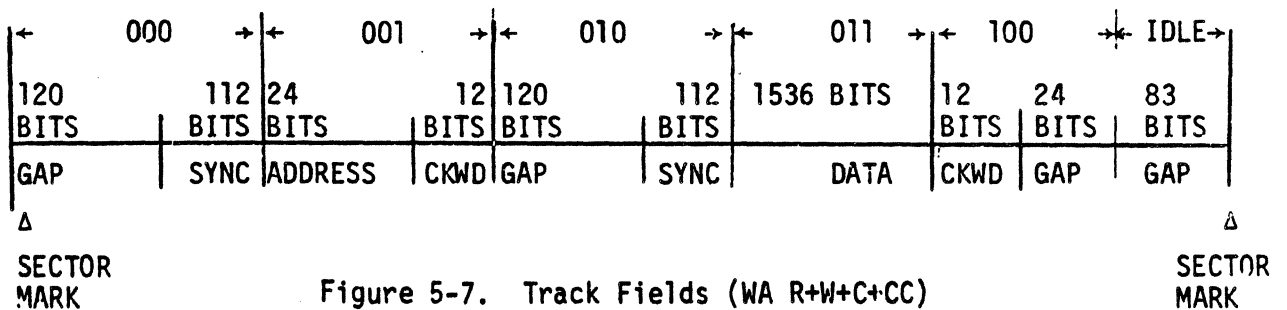 000 001 010 011 100 IDLE
120 112 24 12 120 112 1536 BITS 12 24 83
BITS BITS BITS BITS BITS BITS BITS BITS BITS
GAP SYNC ADDRESS CKWD GAP SYNC DATA CKWD GAP GAP
SECTOR SECTOR
MARK Figure 5-7. Track Fields (WA R+W+C+CC) MARK